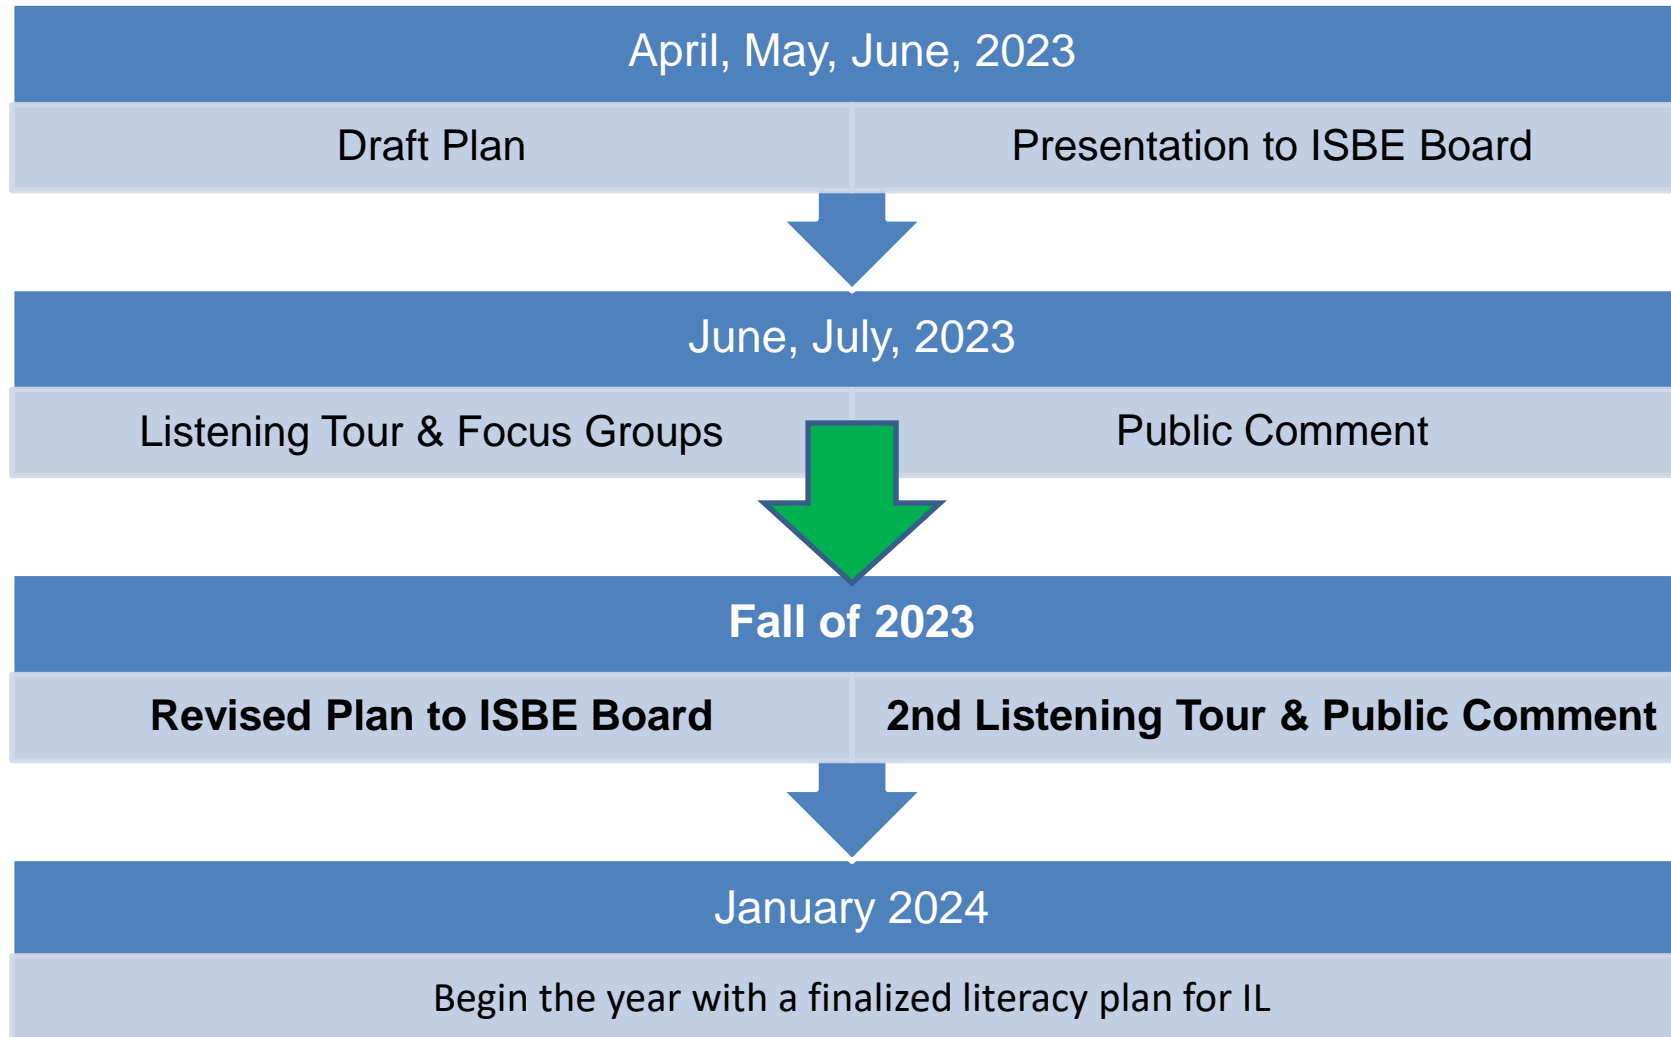 April, May, June, 2023
Draft Plan
Presentation to ISBE Board
June, July, 2023
Listening Tour & Focus Groups
Public Comment
Fall of 2023
Revised Plan to ISBE Board
2nd Listening Tour & Public Comment
January 2024
Begin the year with a finalized literacy plan for IL